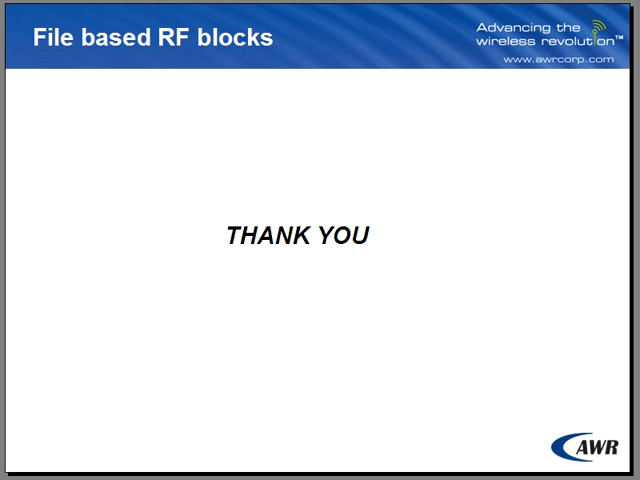 File based RF blocks
Advancing the
wireless revolution™
www.awrcorp.com
THANK YOU
AWR